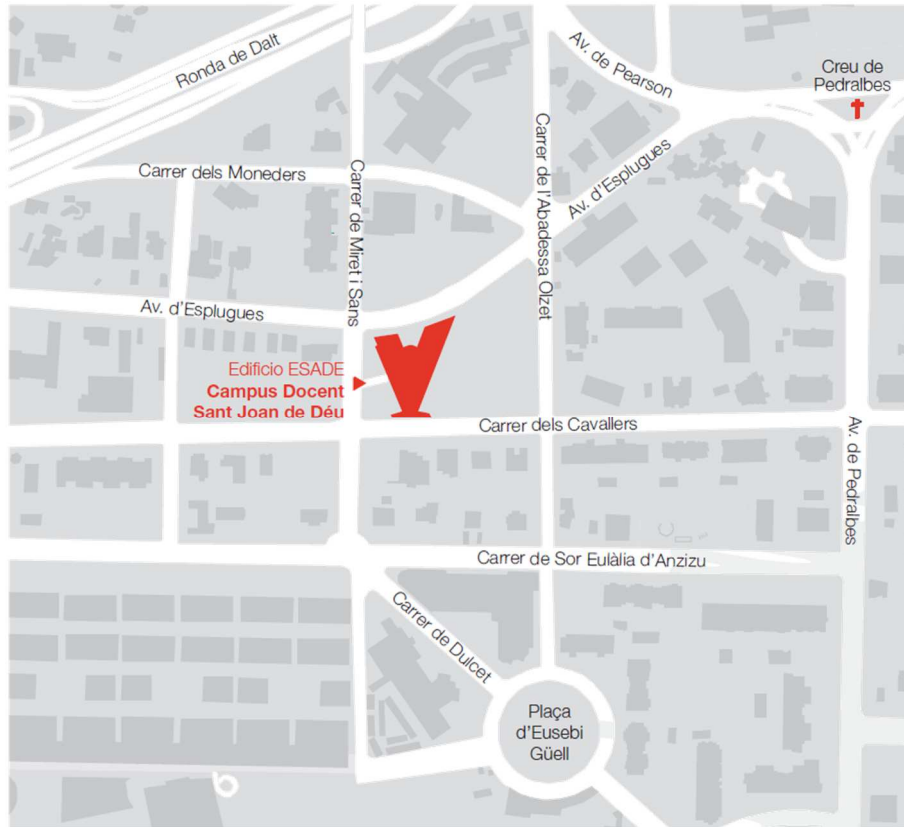 Ronda de Dalt
Av. de Pearson
Creu de
Pedralbes
Carrer dels Moneders
Carrer de Miret i Sans
Carrer de l'Abadessa Olzet
Av. d'Esplugues
Av. d'Esplugues
Edificio ESADE
Campus Docent
Sant Joan de Déu
Carrer dels Cavallers
Av. de Pedralbes
Carrer de Sor Eulàlia d'Anzizu
Carrer de Dulcet
Plaça
d'Eusebi
Güell